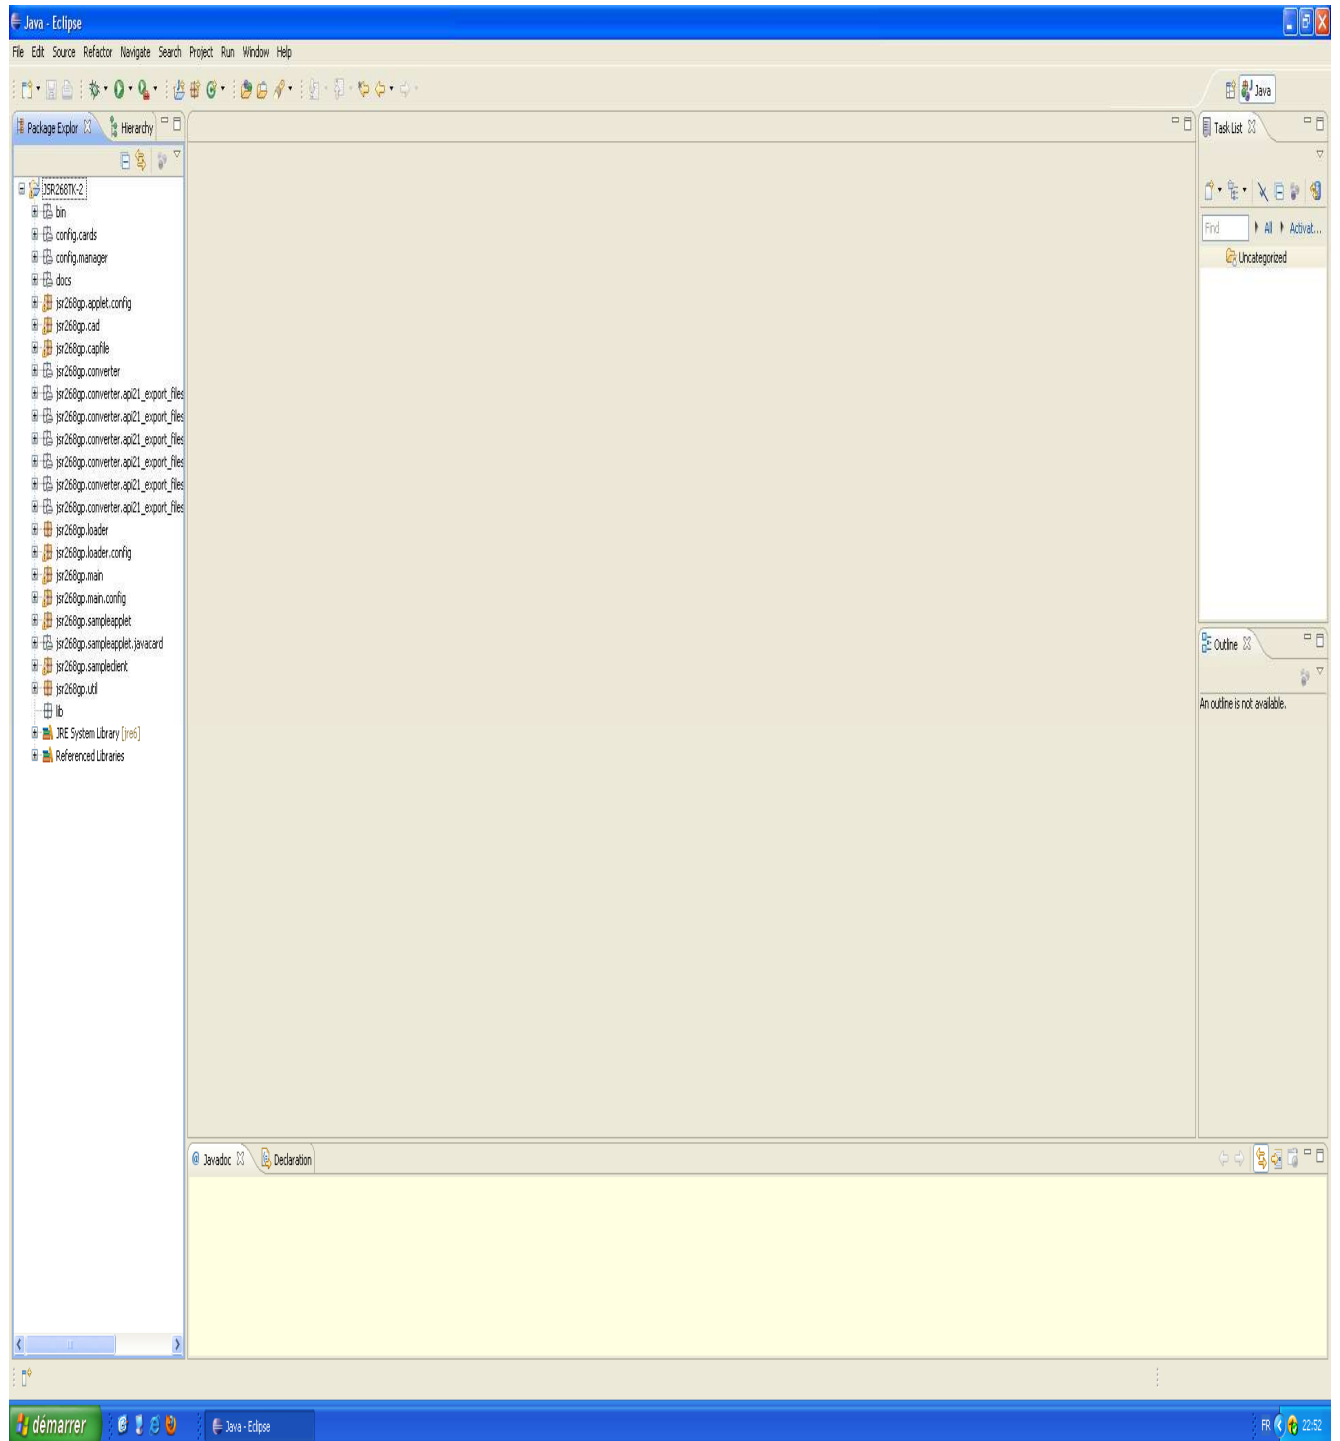 Java - Eclipse
File Edit Source Refactor Navigate Search Project Run Window Help
Java
Package Explor
Hierarchy
Task List
JSR268TK-2
bin
config.cards
config.manager
docs
jsr268gp.applet.config
jsr268gp.cad
jsr268gp.capfile
jsr268gp.converter
jsr268gp.converter.api21_export_files
jsr268gp.converter.api21_export_files
jsr268gp.converter.api21_export_files
jsr268gp.converter.api21_export_files
jsr268gp.converter.api21_export_files
jsr268gp.converter.api21_export_files
jsr268gp.loader
jsr268gp.loader.config
jsr268gp.main
jsr268gp.main.config
jsr268gp.sampleapplet
jsr268gp.sampleapplet.javacard
jsr268gp.sampleclient
jsr268gp.util
lib
JRE System Library [jre6]
Referenced Libraries
Find All Activat...
Uncategorized
Outline
An outline is not available.
@ Javadoc
Declaration
démarrer
Java - Eclipse
FR
22:52